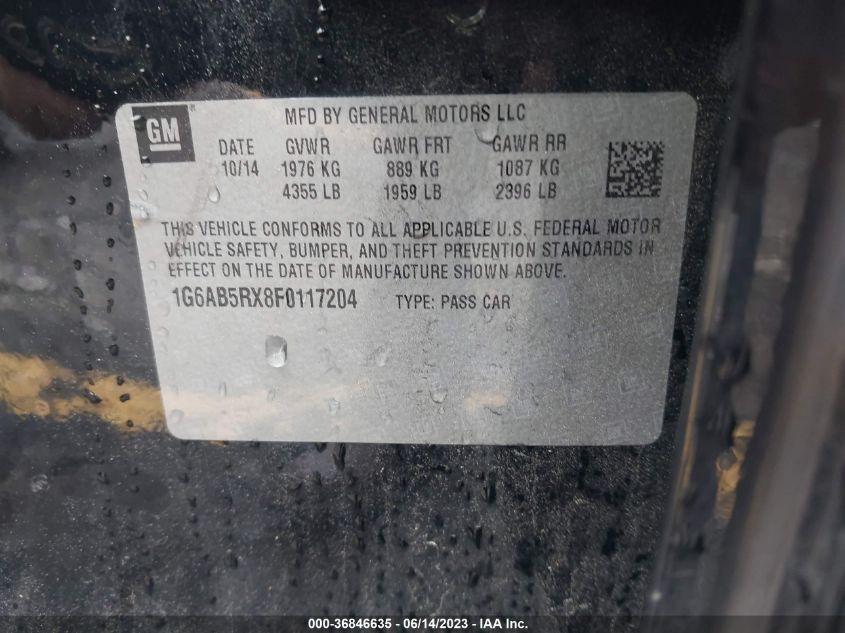 GM
MFD BY GENERAL MOTORS LLC
DATE GVWR GAWR FRT GAWR RR
10/14 1976 KG 889 KG 1087 KG
4355 LB 1959 LB 2396 LB
THIS VEHICLE CONFORMS TO ALL APPLICABLE U.S. FEDERAL MOTOR
VEHICLE SAFETY, BUMPER, AND THEFT PREVENTION STANDARDS IN
EFFECT ON THE DATE OF MANUFACTURE SHOWN ABOVE.
1G6AB5RX8F0117204 TYPE: PASS CAR
000-36846635 - 06/14/2023 - IAA Inc.